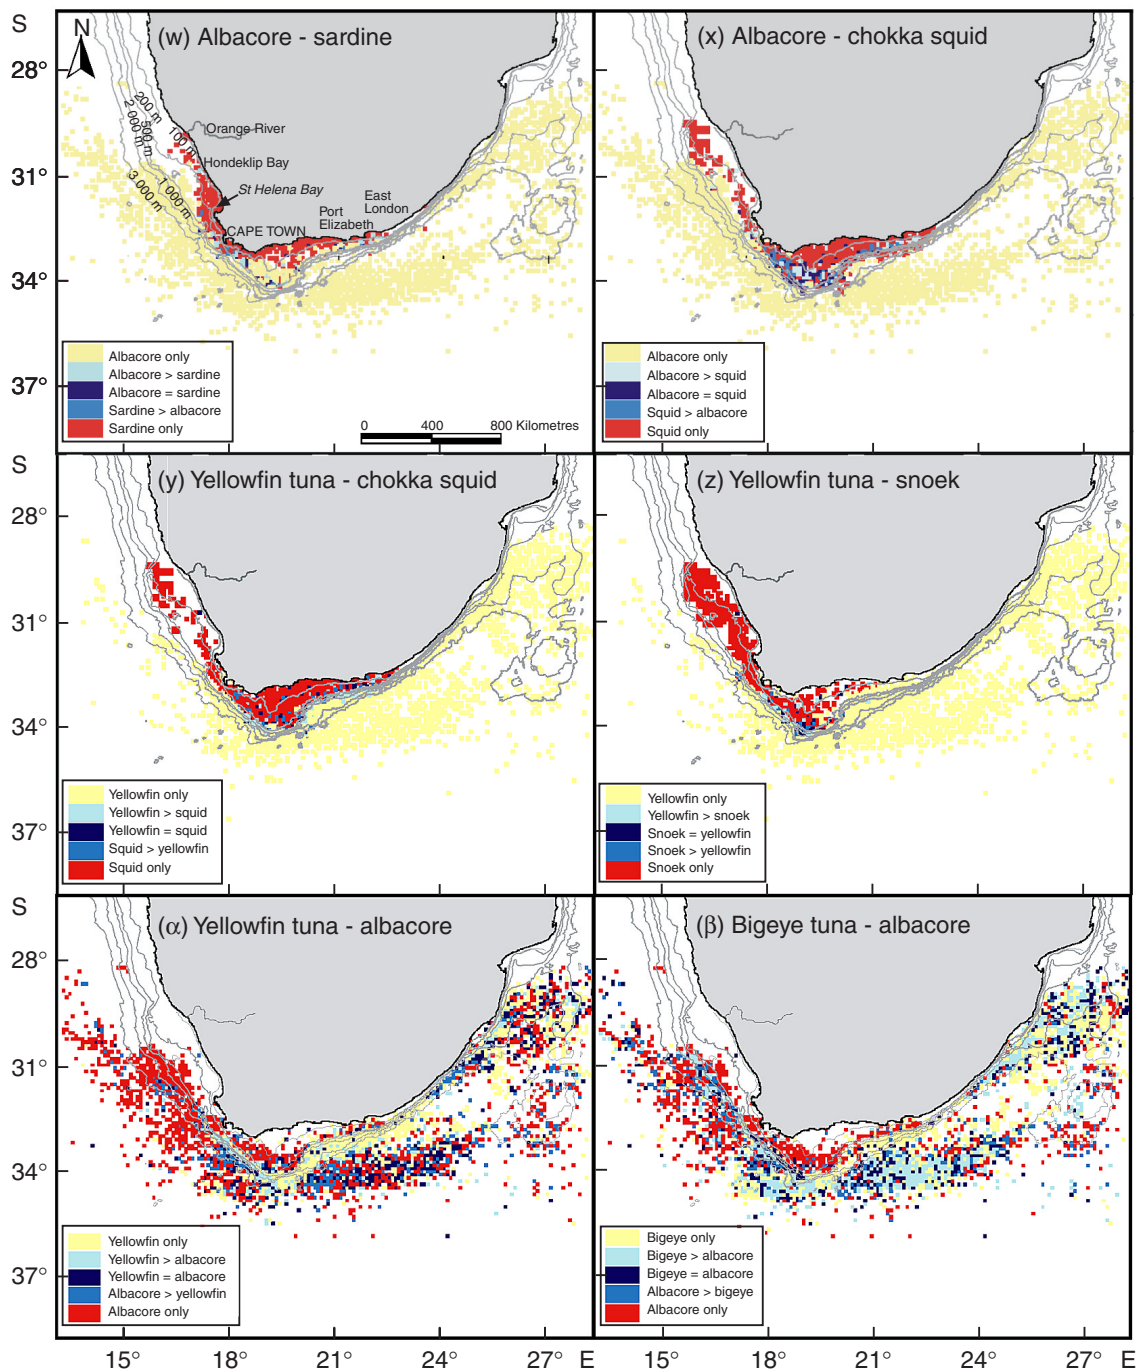 S
N
(w) Albacore - sardine
(x) Albacore - chokka squid
28°
31°
34°
37°
200 m
2 000 m
500 m
100 m
3 000 m
1 000 m
Orange River
Hondeklip Bay
St Helena Bay
CAPE TOWN
Port
Elizabeth
East
London
Albacore only
Albacore > sardine
Albacore = sardine
Sardine > albacore
Sardine only
0 400 800 Kilometres
Albacore only
Albacore > squid
Albacore = squid
Squid > albacore
Squid only
S
(y) Yellowfin tuna - chokka squid
(z) Yellowfin tuna - snoek
28°
31°
34°
37°
Yellowfin only
Yellowfin > squid
Yellowfin = squid
Squid > yellowfin
Squid only
Yellowfin only
Yellowfin > snoek
Snoek = yellowfin
Snoek > yellowfin
Snoek only
S
(α) Yellowfin tuna - albacore
(β) Bigeye tuna - albacore
28°
31°
34°
37°
Yellowfin only
Yellowfin > albacore
Yellowfin = albacore
Albacore > yellowfin
Albacore only
Bigeye only
Bigeye > albacore
Bigeye = albacore
Albacore > bigeye
Albacore only
15° 18° 21° 24° 27° 15° 18° 21° 24° 27° E